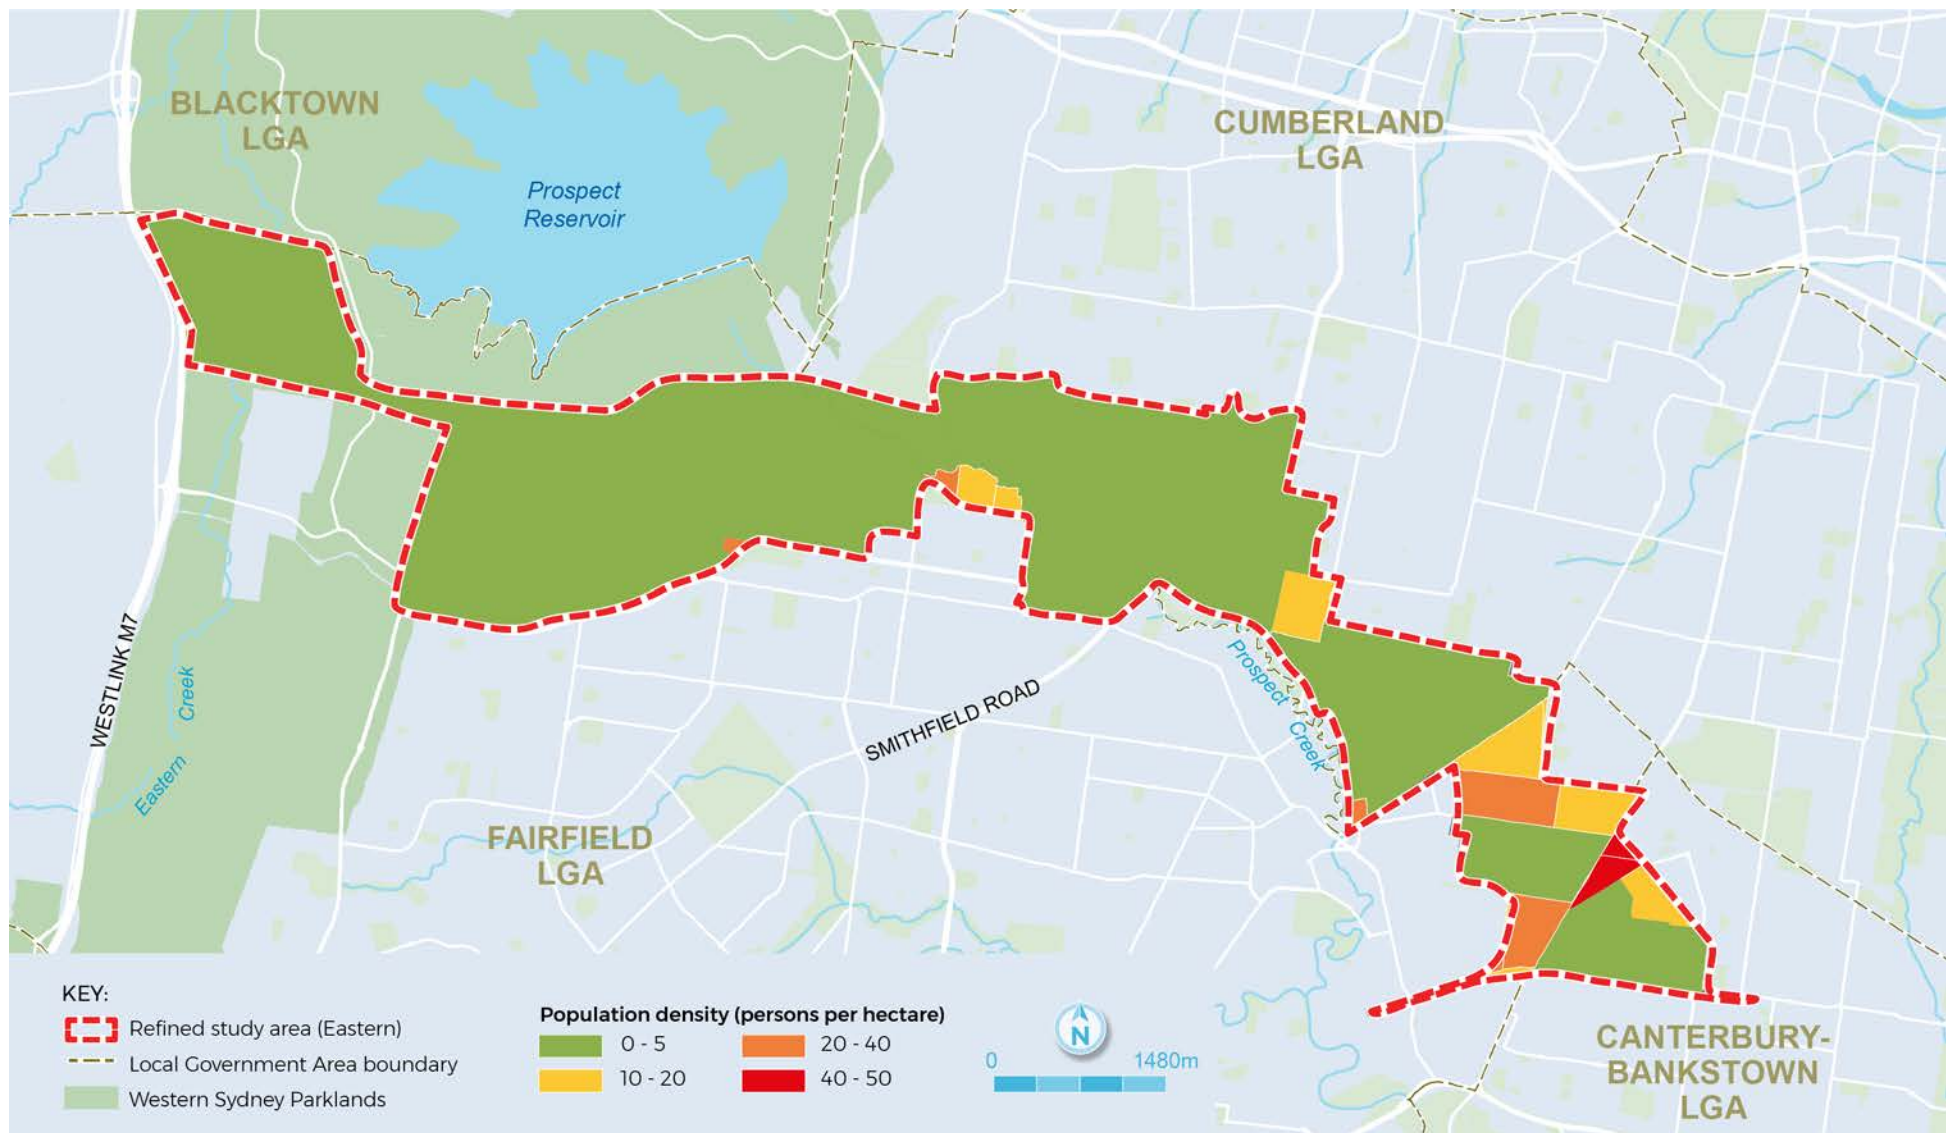 BLACKTOWN
LGA
CUMBERLAND
LGA
Prospect
Reservoir
WESTLINK M7
Eastern
Creek
SMITHFIELD ROAD
Prospect
Creek
FAIRFIELD
LGA
CANTERBURY-
BANKSTOWN
LGA
KEY:
Refined study area (Eastern)
Local Government Area boundary
Western Sydney Parklands
Population density (persons per hectare)
0 - 5
20 - 40
10 - 20
40 - 50
N
0
1480m